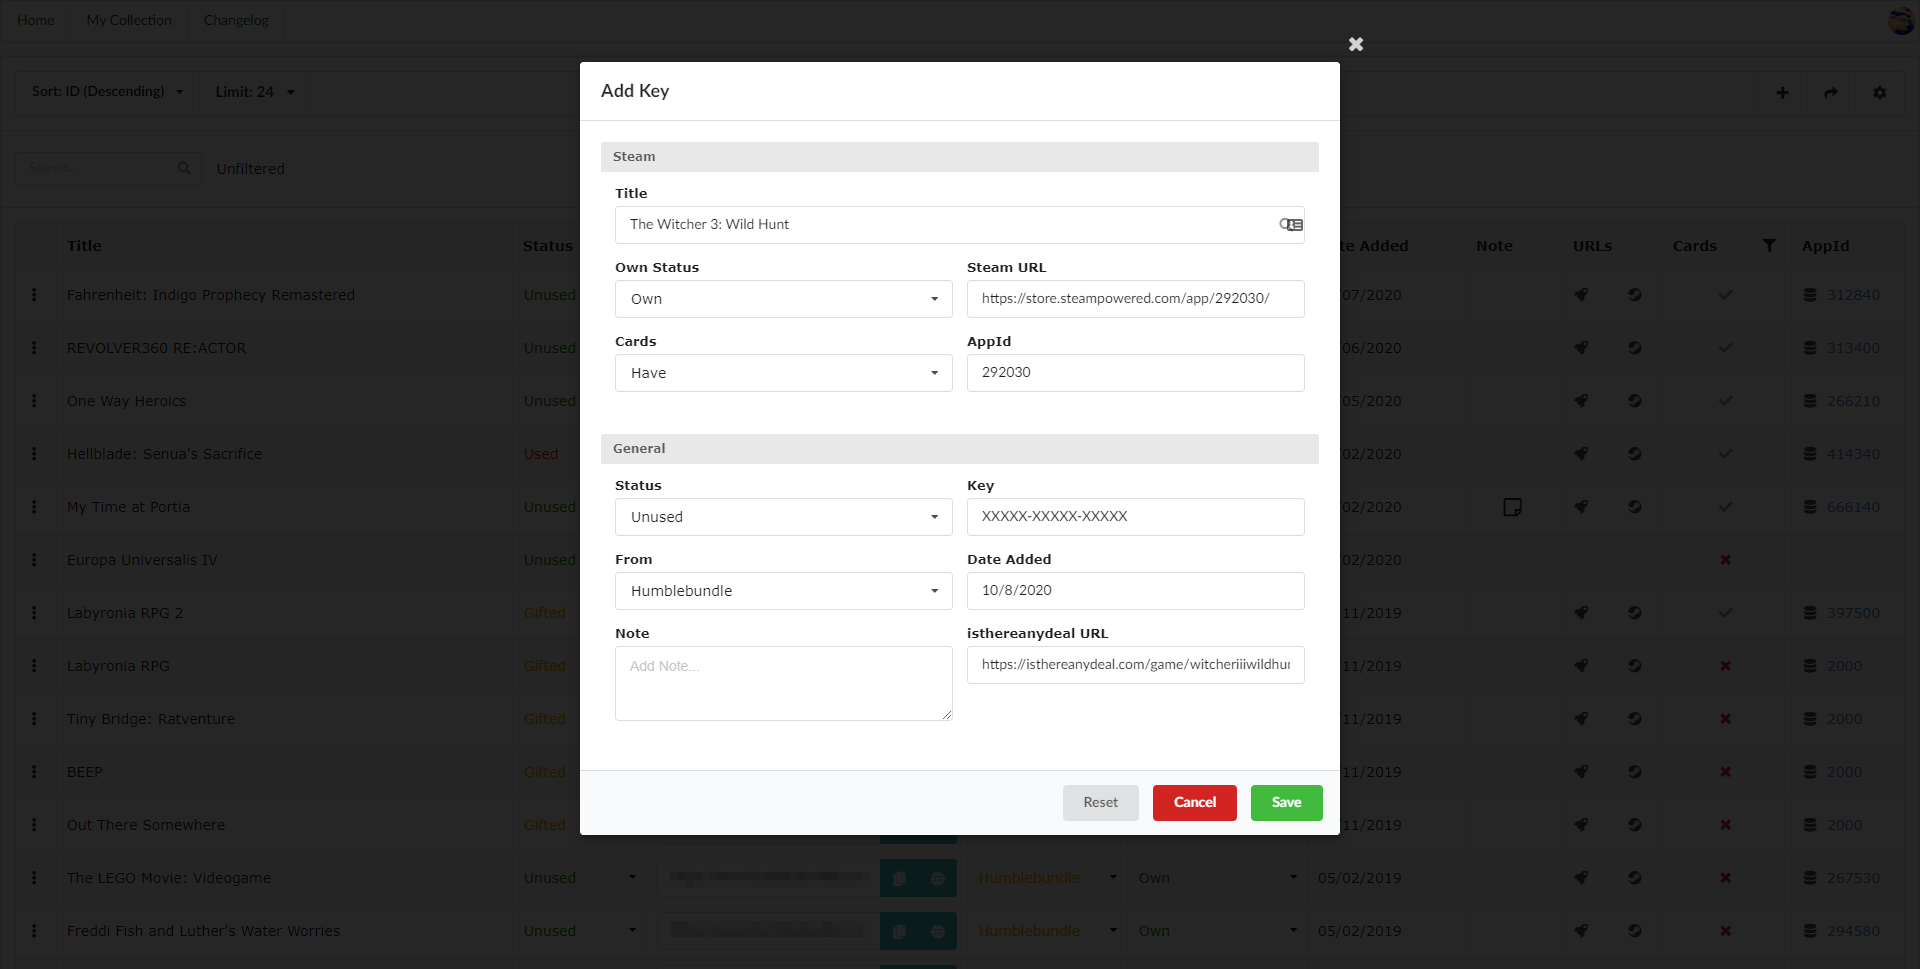 Home My Collection Changelog
Sort: ID (Descending) Limit: 24
Search... Unfiltered
Add Key
Steam
Title
The Witcher 3: Wild Hunt
Own Status Steam URL
Own https://store.steampowered.com/app/292030/
Cards AppId
Have 292030
General
Status Key
Unused XXXXX-XXXXX-XXXXX
From Date Added
Humblebundle 10/8/2020
Note isthereanydeal URL
Add Note... https://isthereanydeal.com/game/witcheriiiwildhu
Reset Cancel Save
Title Status te Added Note URLs Cards AppId
Fahrenheit: Indigo Prophecy Remastered Unused 07/2020 312840
REVOLVER360 RE:ACTOR Unused 06/2020 313400
One Way Heroics Unused 05/2020 266210
Hellblade: Senua's Sacrifice Used 02/2020 414340
My Time at Portia Unused 02/2020 666140
Europa Universalis IV Unused 02/2020
Labyronia RPG 2 Gifted 11/2019 397500
Labyronia RPG Gifted 11/2019 2000
Tiny Bridge: Ratventure Gifted 11/2019 2000
BEEP Gifted 11/2019 2000
Out There Somewhere Gifted 11/2019 2000
The LEGO Movie: Videogame Unused Humblebundle Own 05/02/2019 267530
Freddi Fish and Luther's Water Worries Unused Humblebundle Own 05/02/2019 294580